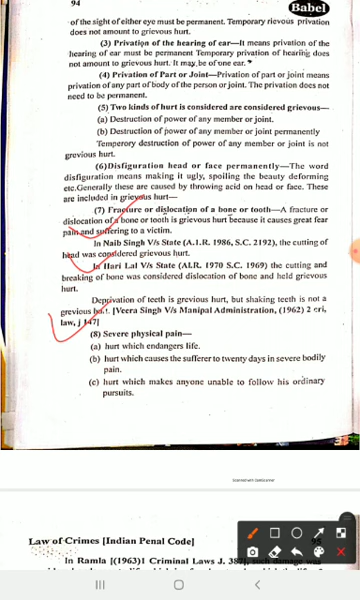 94
Babel
of the sight of either eye must be permanent. Temporary rievous privation
does not amount to grievous hurt.
(3) Privation of the hearing of ear—It means privation of the
hearing of ear must be permanent Temporary privation of hearing does
not amount to grievous hurt. It may be of one ear.
(4) Privation of Part or Joint—Privation of part or joint means
privation of any part of body of the person or joint. The privation does not
need to be permanent.
(5) Two kinds of hurt is considered are considered grievous—
(a) Destruction of power of any member or joint.
(b) Destruction of power of any member or joint permanently
Temperory destruction of power of any member or joint is not
grevious hurt.
(6)Disfiguration head or face permanently—The word
disfiguration means making it ugly, spoiling the beauty deforming
etc.Generally these are caused by throwing acid on head or face. These
are included in grievous hurt—
(7) Fracture or dislocation of a bone or tooth—A fracture or
dislocation of a bone or tooth is grevious hurt because it causes great fear
pain and suffering to a victim.
In Naib Singh V/s State (A.I.R. 1986, S.C. 2192), the cutting of
head was considered grievous hurt.
In Hari Lal V/s State (AI.R. 1970 S.C. 1969) the cutting and
breaking of bone was considered dislocation of bone and held grievous
hurt.
Deprivation of teeth is grevious hurt, but shaking teeth is not a
grevious [Veera Singh V/s Manipal Administration, (1962) 2 cri,
law, j 147]
(8) Severe physical pain—
(a) hurt which endangers life.
(b) hurt which causes the sufferer to twenty days in severe bodily
pain.
(c) hurt which makes anyone unable to follow his ordinary
pursuits.
Scanned with CamScanner
Law of Crimes [Indian Penal Code]
95
In Ramla [(1963)1 Criminal Laws J. 387], such damage was